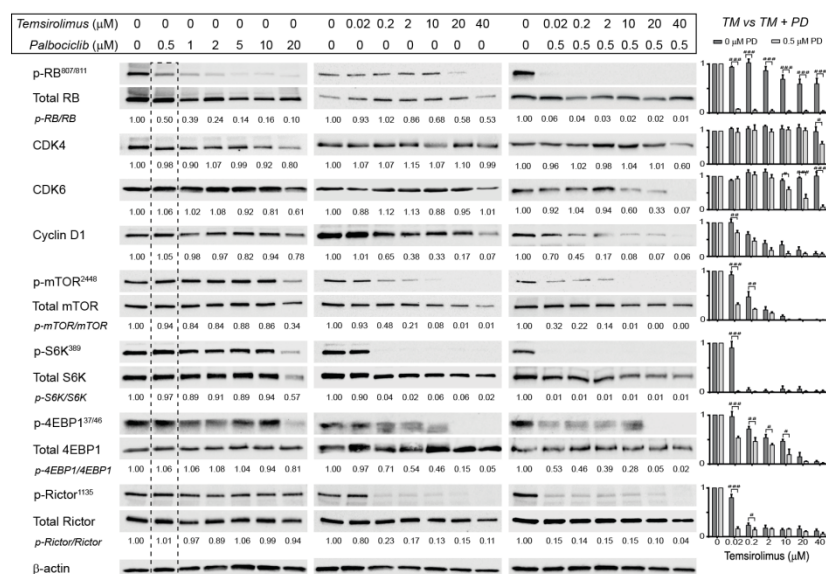 Temsirolimus (μM) 0 0 0 0 0 0 0 0 0.02 0.2 2 10 20 40 0 0.02 0.2 2 10 20 40 TM vs TM + PD
Palbociclib (μM) 0 0.5 1 2 5 10 20 0 0 0 0 0 0 0 0 0.5 0.5 0.5 0.5 0.5 0.5
0 μM PD
0.5 μM PD
p-RB807/811
Total RB
p-RB/RB 1.00 0.50 0.39 0.24 0.14 0.16 0.10 1.00 0.93 1.02 0.86 0.68 0.58 0.53 1.00 0.06 0.04 0.03 0.02 0.02 0.01
CDK4
1.00 0.98 0.90 1.07 0.99 0.92 0.80 1.00 1.07 1.07 1.15 1.07 1.10 0.99 1.00 0.96 1.02 0.98 1.04 1.01 0.60
CDK6
1.00 1.06 1.02 1.08 0.92 0.81 0.61 1.00 0.88 1.12 1.13 0.88 0.95 1.01 1.00 0.92 1.04 0.94 0.60 0.33 0.07
Cyclin D1
1.00 1.05 0.98 0.97 0.82 0.94 0.78 1.00 1.01 0.65 0.38 0.33 0.17 0.07 1.00 0.70 0.45 0.17 0.08 0.07 0.06
p-mTOR2448
Total mTOR
p-mTOR/mTOR 1.00 0.94 0.84 0.84 0.88 0.86 0.34 1.00 0.93 0.48 0.21 0.08 0.01 0.01 1.00 0.32 0.22 0.14 0.01 0.00 0.00
p-S6K389
Total S6K
p-S6K/S6K 1.00 0.97 0.89 0.91 0.89 0.94 0.57 1.00 0.90 0.04 0.02 0.06 0.06 0.02 1.00 0.01 0.01 0.01 0.01 0.01 0.01
p-4EBP137/46
Total 4EBP1
p-4EBP1/4EBP1 1.00 1.06 1.06 1.08 1.04 0.94 0.81 1.00 0.97 0.71 0.54 0.46 0.15 0.05 1.00 0.53 0.46 0.39 0.28 0.05 0.02
p-Rictor1135
Total Rictor
p-Rictor/Rictor 1.00 1.01 0.97 0.89 1.06 0.99 0.94 1.00 0.80 0.23 0.17 0.13 0.15 0.11 1.00 0.15 0.14 0.15 0.15 0.10 0.04
β-actin
0 0.02 0.2 2 10 20 40
Temsirolimus (μM)